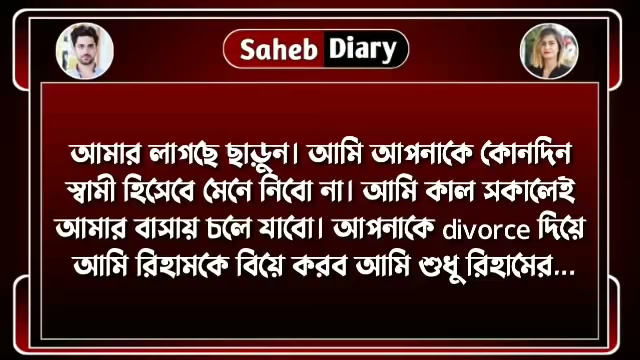 Saheb Diary
আমার লাগছে ছাড়ুন। আমি আপনাকে কোনদিন
স্বামী হিসেবে মেনে নিবো না। আমি কাল সকালেই
আমার বাসায় চলে যাবো। আপনাকে divorce দিয়ে
আমি রিহামকে বিয়ে করব আমি শুধু রিহামের...